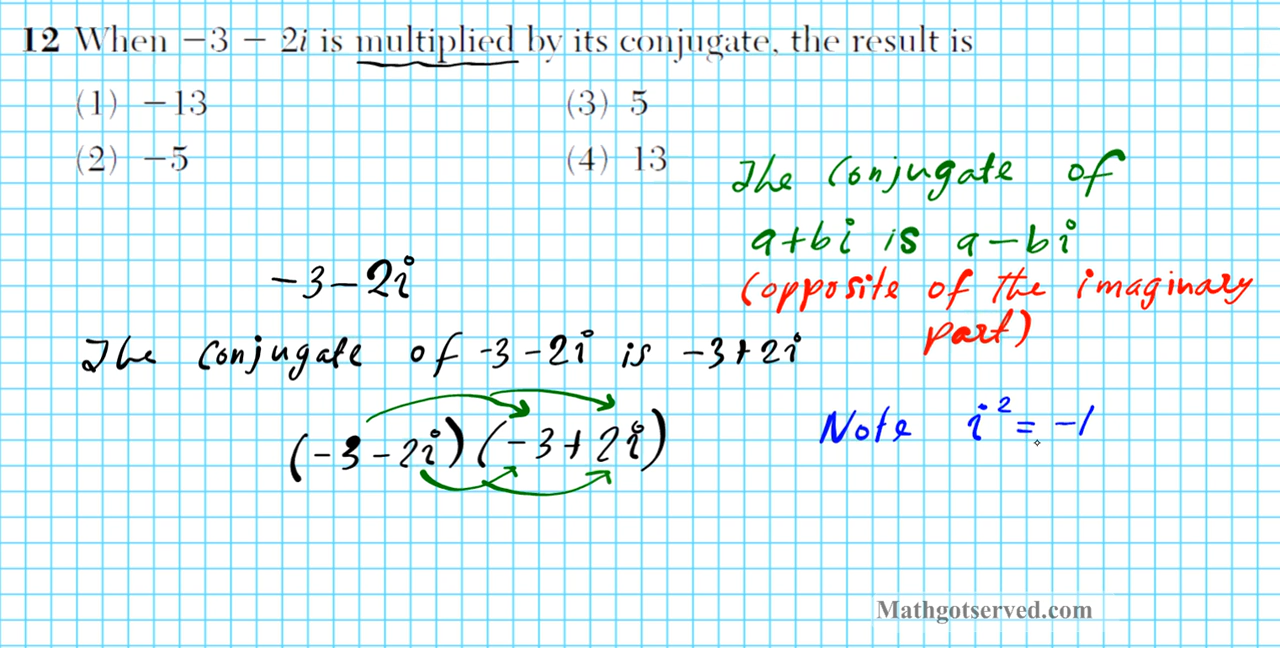 12 When −3 − 2i is multiplied by its conjugate, the result is
(1) −13 (3) 5
(2) −5 (4) 13
The conjugate of
a+bi is a−bi
(opposite of the imaginary
part)
−3−2i
The conjugate of -3-2i is −3+2i
(−3−2i)(−3+2i)
Note i²=−1
Mathgotserved.com